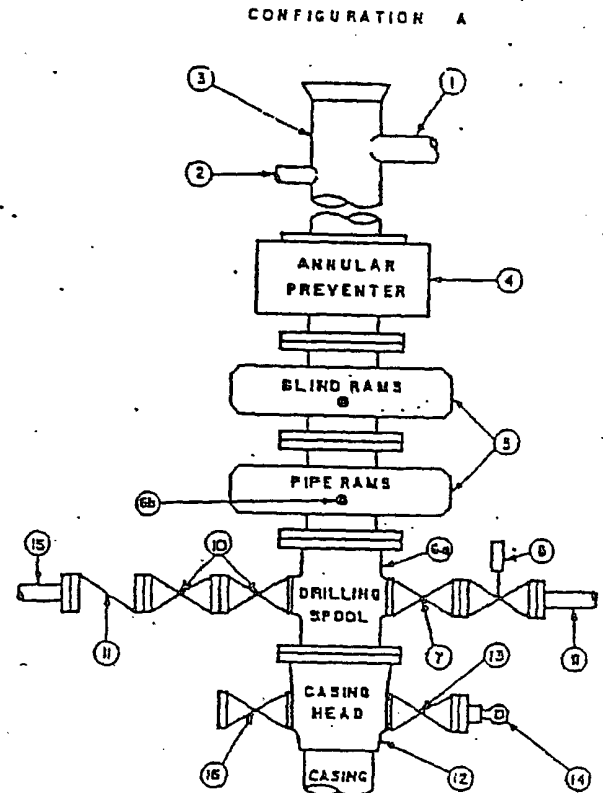 CONFIGURATION A
3
1
2
ANNULAR
PREVENTER
4
BLIND RAMS
5
PIPE RAMS
6b
6a
15
10
8
DRILLING
SPOOL
11
7
9
13
CASING
HEAD
16
12
14
CASING